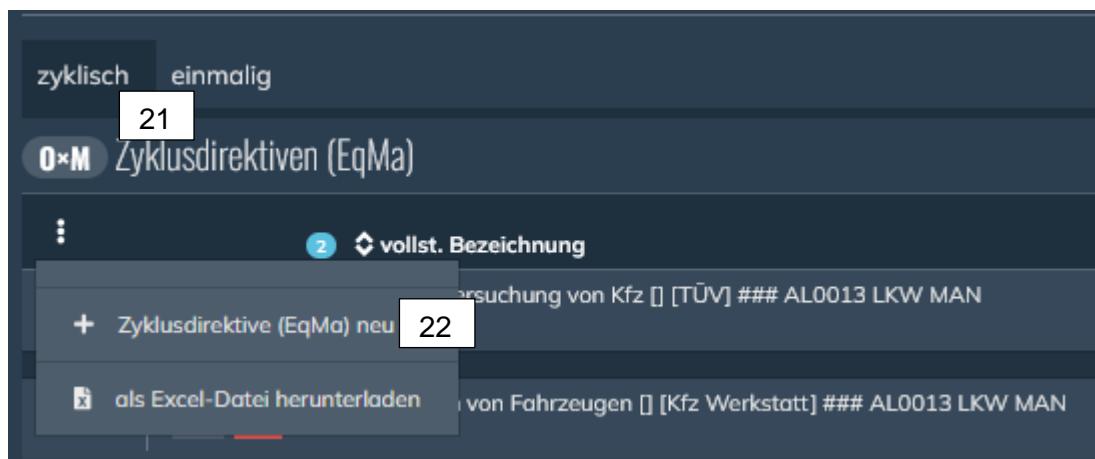 zyklisch einmalig
21
0×M Zyklusdirektiven (EqMa)
2 vollst. Bezeichnung
von Kfz [] [TÜV] ### AL0013 LKW MAN
+ Zyklusdirektive (EqMa) neu 22
als Excel-Datei herunterladen
von Fahrzeugen [] [Kfz Werkstatt] ### AL0013 LKW MAN